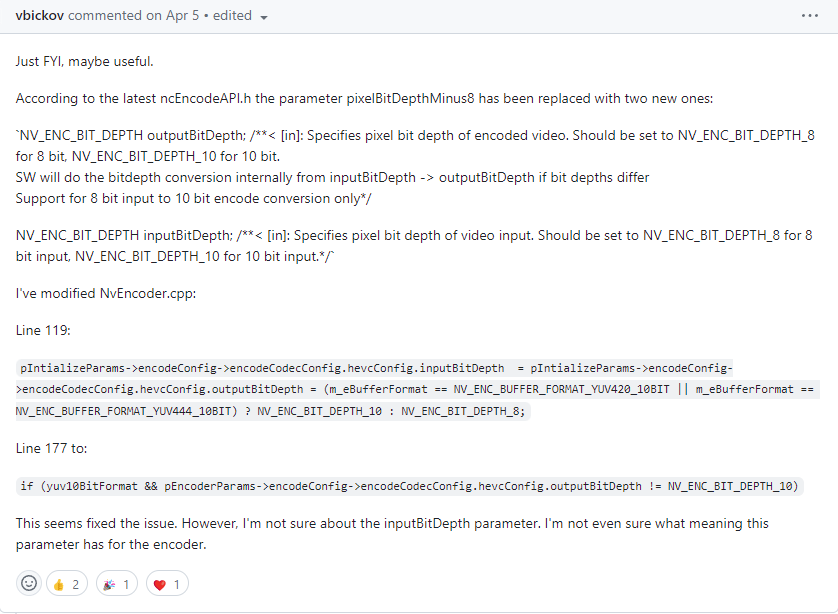 vbickov commented on Apr 5 • edited
Just FYI, maybe useful.
According to the latest ncEncodeAPI.h the parameter pixelBitDepthMinus8 has been replaced with two new ones:
`NV_ENC_BIT_DEPTH outputBitDepth; /**< [in]: Specifies pixel bit depth of encoded video. Should be set to NV_ENC_BIT_DEPTH_8
for 8 bit, NV_ENC_BIT_DEPTH_10 for 10 bit.
SW will do the bitdepth conversion internally from inputBitDepth -> outputBitDepth if bit depths differ
Support for 8 bit input to 10 bit encode conversion only*/
NV_ENC_BIT_DEPTH inputBitDepth; /**< [in]: Specifies pixel bit depth of video input. Should be set to NV_ENC_BIT_DEPTH_8 for 8
bit input, NV_ENC_BIT_DEPTH_10 for 10 bit input.*/`
I've modified NvEncoder.cpp:
Line 119:
pIntializeParams->encodeConfig->encodeCodecConfig.hevcConfig.inputBitDepth = pIntializeParams->encodeConfig-
>encodeCodecConfig.hevcConfig.outputBitDepth = (m_eBufferFormat == NV_ENC_BUFFER_FORMAT_YUV420_10BIT || m_eBufferFormat ==
NV_ENC_BUFFER_FORMAT_YUV444_10BIT) ? NV_ENC_BIT_DEPTH_10 : NV_ENC_BIT_DEPTH_8;
Line 177 to:
if (yuv10BitFormat && pEncoderParams->encodeConfig->encodeCodecConfig.hevcConfig.outputBitDepth != NV_ENC_BIT_DEPTH_10)
This seems fixed the issue. However, I'm not sure about the inputBitDepth parameter. I'm not even sure what meaning this
parameter has for the encoder.
2 1 1